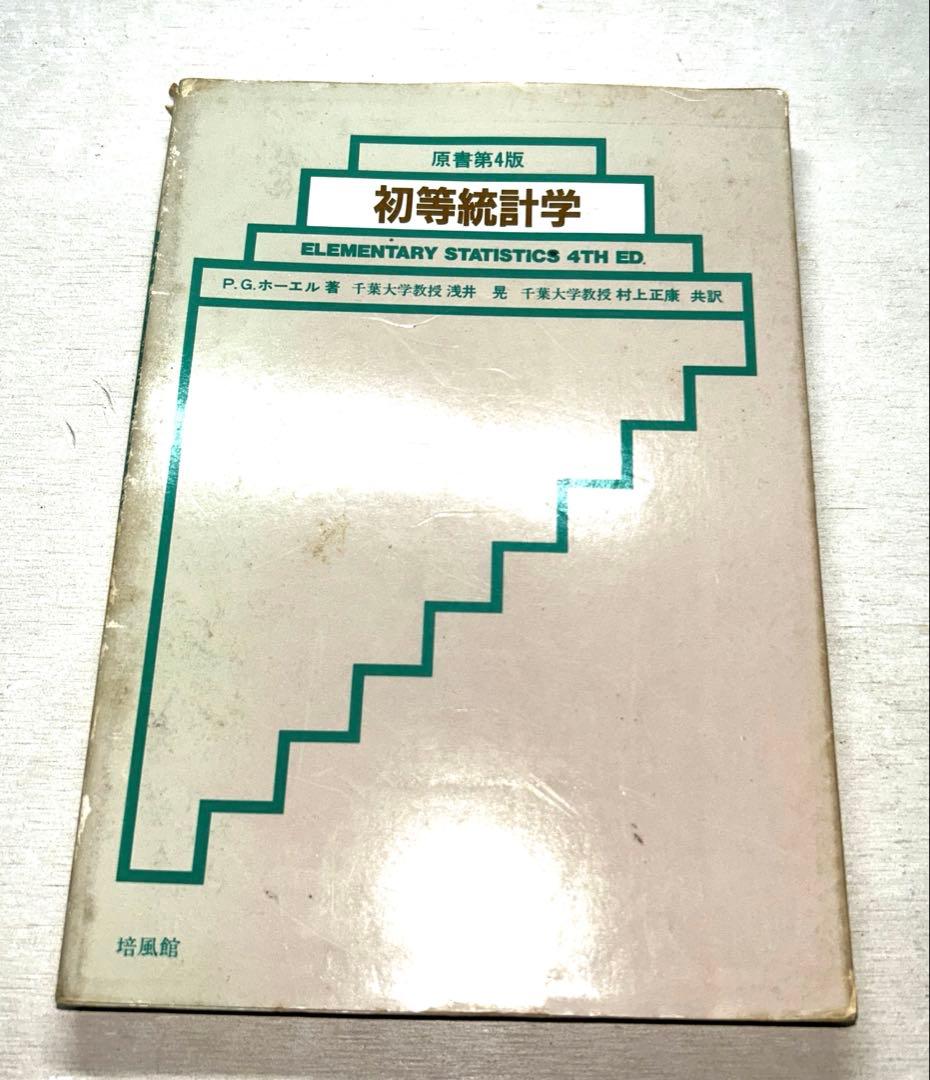 原書第4版
初等統計学
ELEMENTARY STATISTICS 4TH ED.
P.G.ホーエル 著 千葉大学教授 浅井 晃 千葉大学教授 村上正康 共訳
培風館